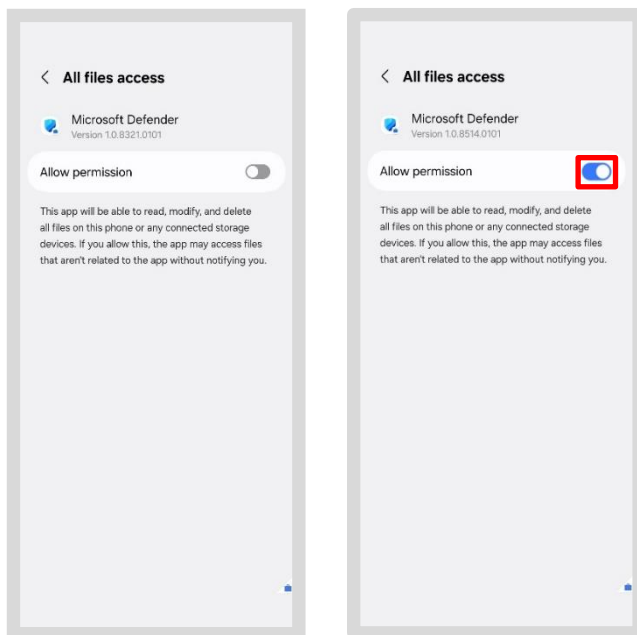 All files access
Microsoft Defender
Version 1.0.8321.0101
Allow permission
This app will be able to read, modify, and delete
all files on this phone or any connected storage
devices. If you allow this, the app may access files
that aren't related to the app without notifying you.
All files access
Microsoft Defender
Version 1.0.8514.0101
Allow permission
This app will be able to read, modify, and delete
all files on this phone or any connected storage
devices. If you allow this, the app may access files
that aren't related to the app without notifying you.